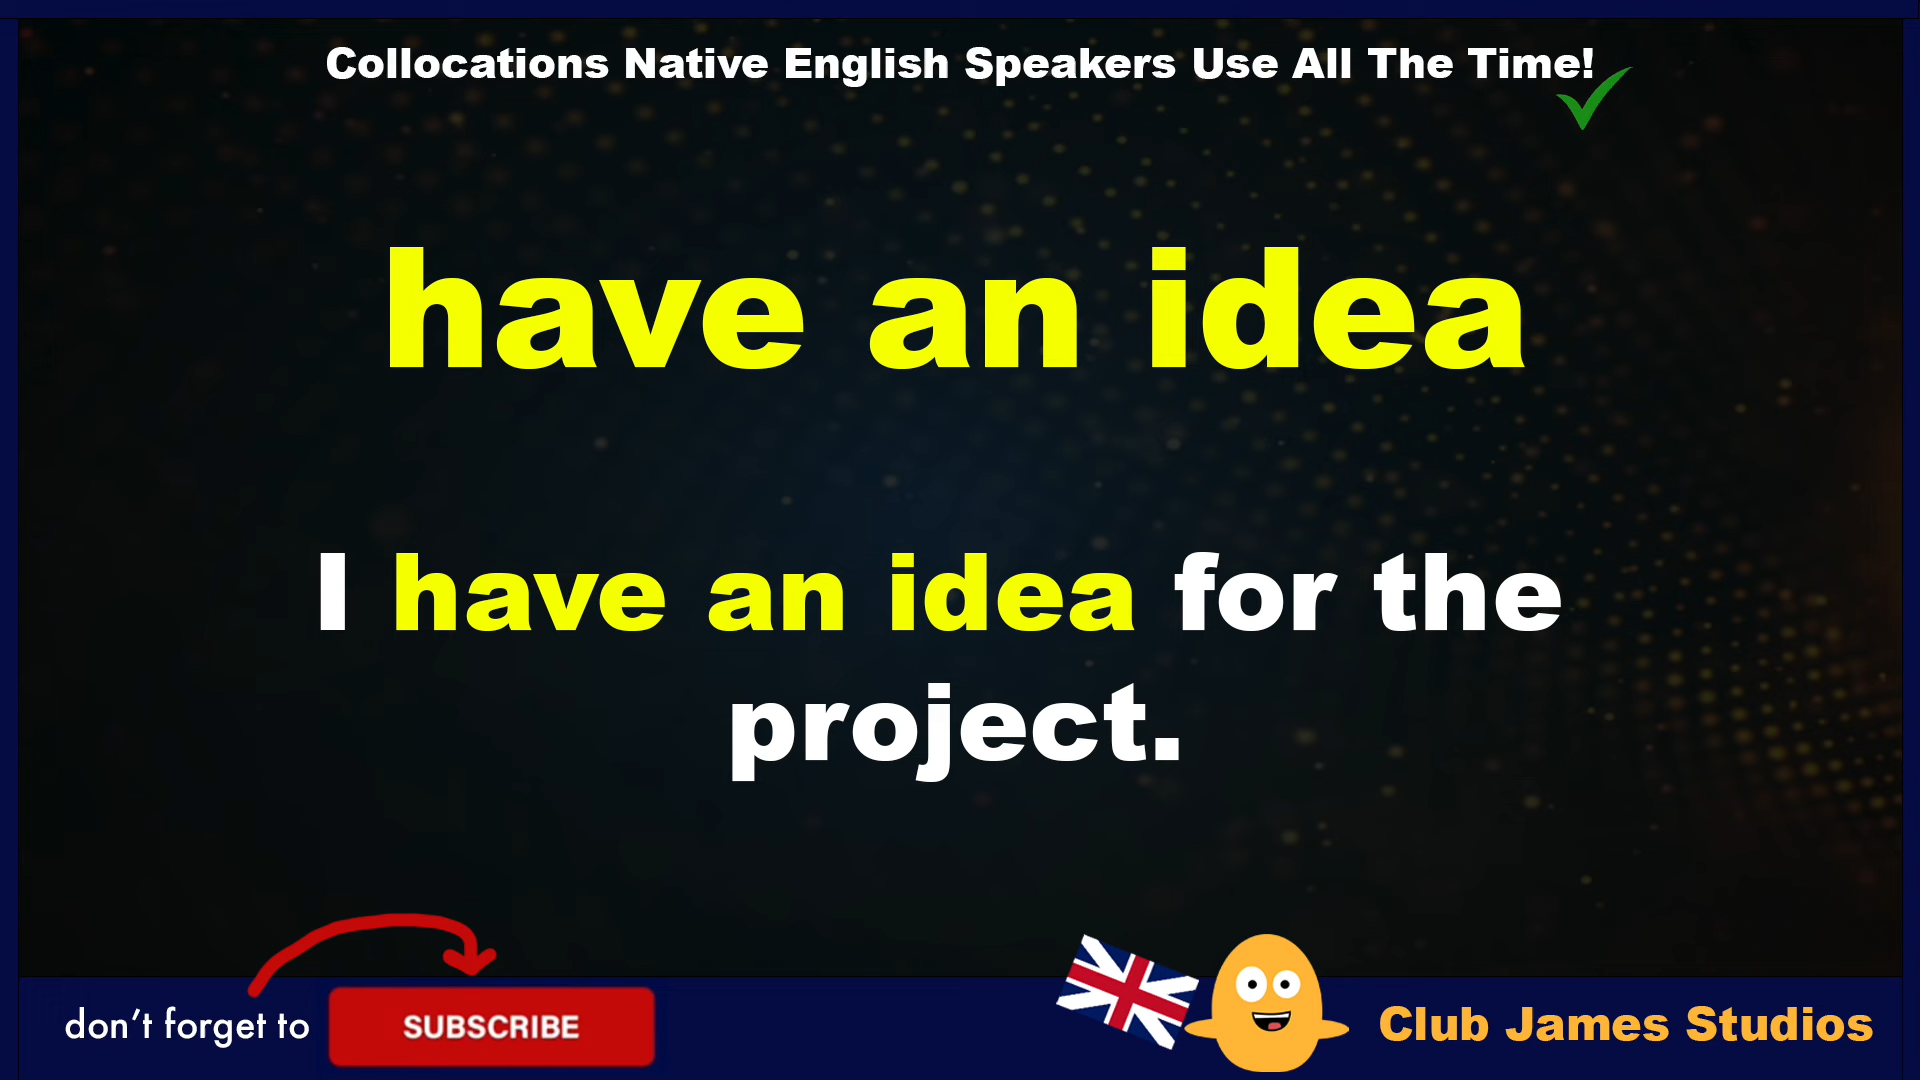 Collocations Native English Speakers Use All The Time!
have an idea
I have an idea for the
project.
don't forget to
SUBSCRIBE
Club James Studios